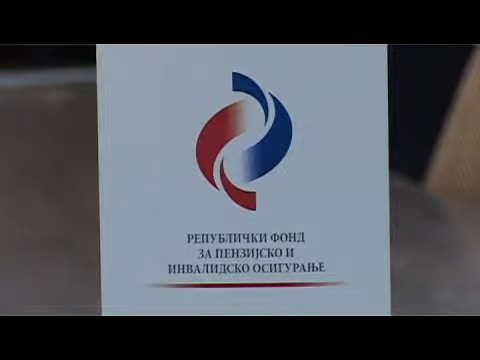 РЕПУБЛИЧКИ ФОНД
ЗА ПЕНЗИЈСКО И
ИНВАЛИДСКО ОСИГУРАЊЕ